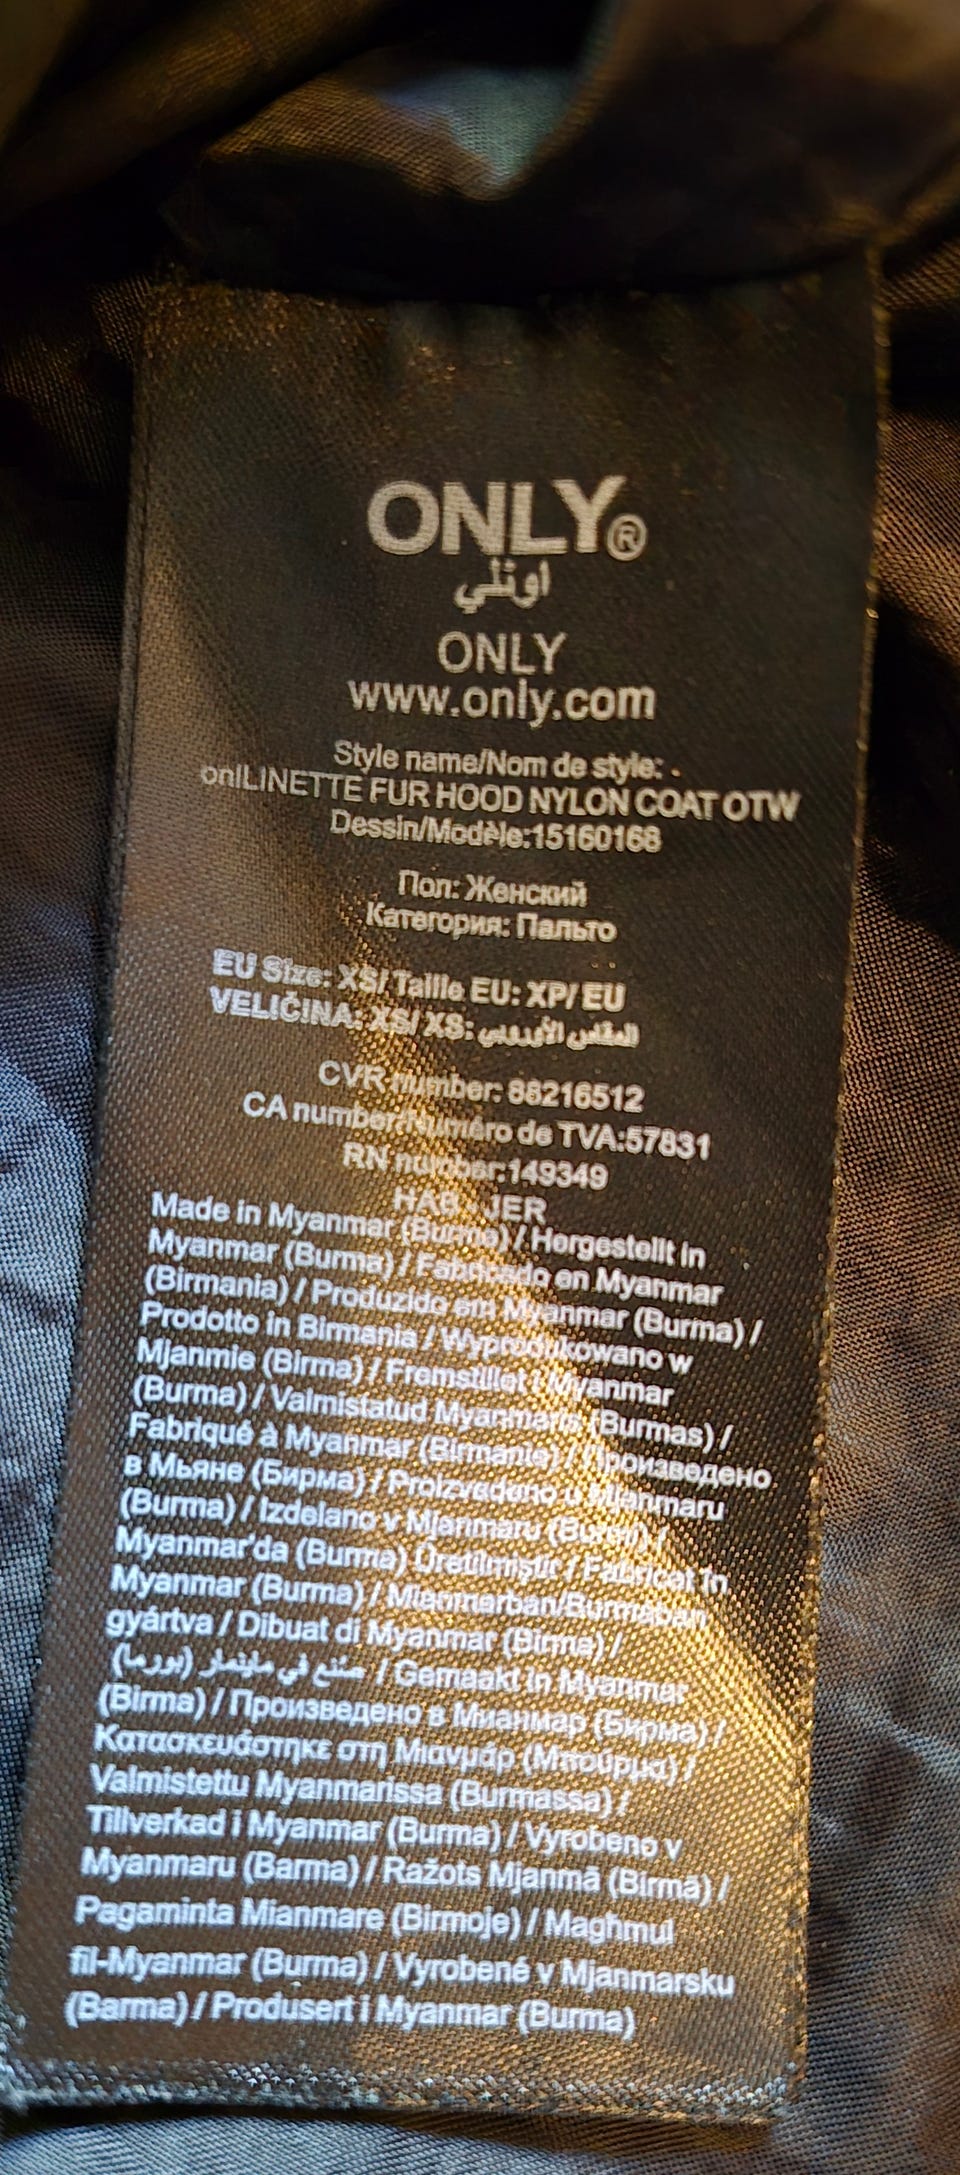 ONLY®
اونلي
ONLY
www.only.com
Style name/Nom de style: .
onlLINETTE FUR HOOD NYLON COAT OTW
Dessin/Modèle:15160168
Пол: Женский
Категория: Пальто
EU Size: XS/ Taille EU: XP/ EU
VELIČINA: XS/ XS: المقاس الأوروبي
CVR number: 88216512
CA number/Numéro de TVA:57831
RN number:149349
HAB - JER
Made in Myanmar (Burma) / Hergestellt in
Myanmar (Burma) / Fabricado en Myanmar
(Birmania) / Produzido em Myanmar (Burma) /
Prodotto in Birmania / Wyprodukowano w
Mjanmie (Birma) / Fremstillet i Myanmar
(Burma) / Valmistatud Myanmaris (Burmas) /
Fabriqué à Myanmar (Birmanie) / Произведено
в Мьяне (Бирма) / Proizvedeno u Mjanmaru
(Burma) / Izdelano v Mjanmaru (Burmi) /
Myanmar'da (Burma) Üretilmiştir / Fabricat în
Myanmar (Burma) / Mianmarban/Burmában
gyártva / Dibuat di Myanmar (Birma) /
صنع في ميانمار (بورما) / Gemaakt in Myanmar
(Birma) / Произведено в Мианмар (Бирма) /
Κατασκευάστηκε στη Μιανμάρ (Μπούρμα) /
Valmistettu Myanmarissa (Burmassa) /
Tillverkad i Myanmar (Burma) / Vyrobeno v
Myanmaru (Barma) / Ražots Mjanmā (Birmā) /
Pagaminta Mianmare (Birmoje) / Magħmul
fil-Myanmar (Burma) / Vyrobené v Mjanmarsku
(Barma) / Produsert i Myanmar (Burma)